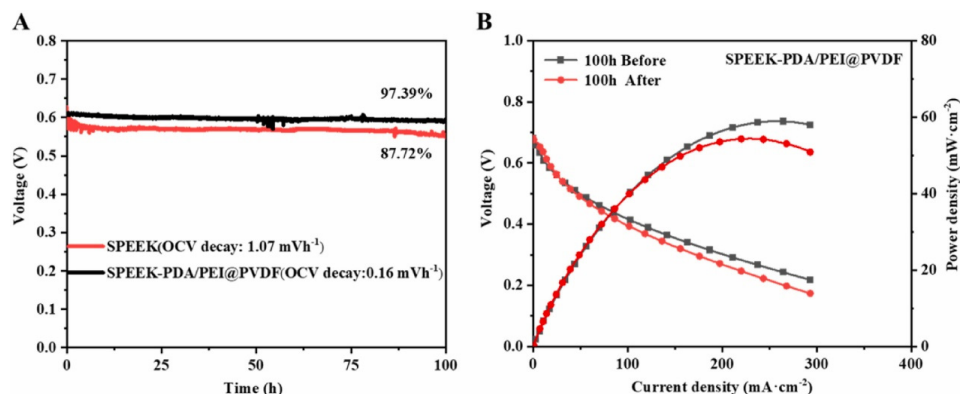 A
0.8
0.7
0.6
0.5
0.4
0.3
0.2
0.1
0.0
Voltage (V)
97.39%
87.72%
SPEEK(OCV decay: 1.07 mVh⁻¹)
SPEEK-PDA/PEI@PVDF(OCV decay:0.16 mVh⁻¹)
0 25 50 75 100
Time (h)
B
1.0
0.8
0.6
0.4
0.2
0.0
Voltage (V)
100h Before
100h After
SPEEK-PDA/PEI@PVDF
80
60
40
20
0
Power density (mW·cm⁻²)
0 100 200 300 400
Current density (mA·cm⁻²)